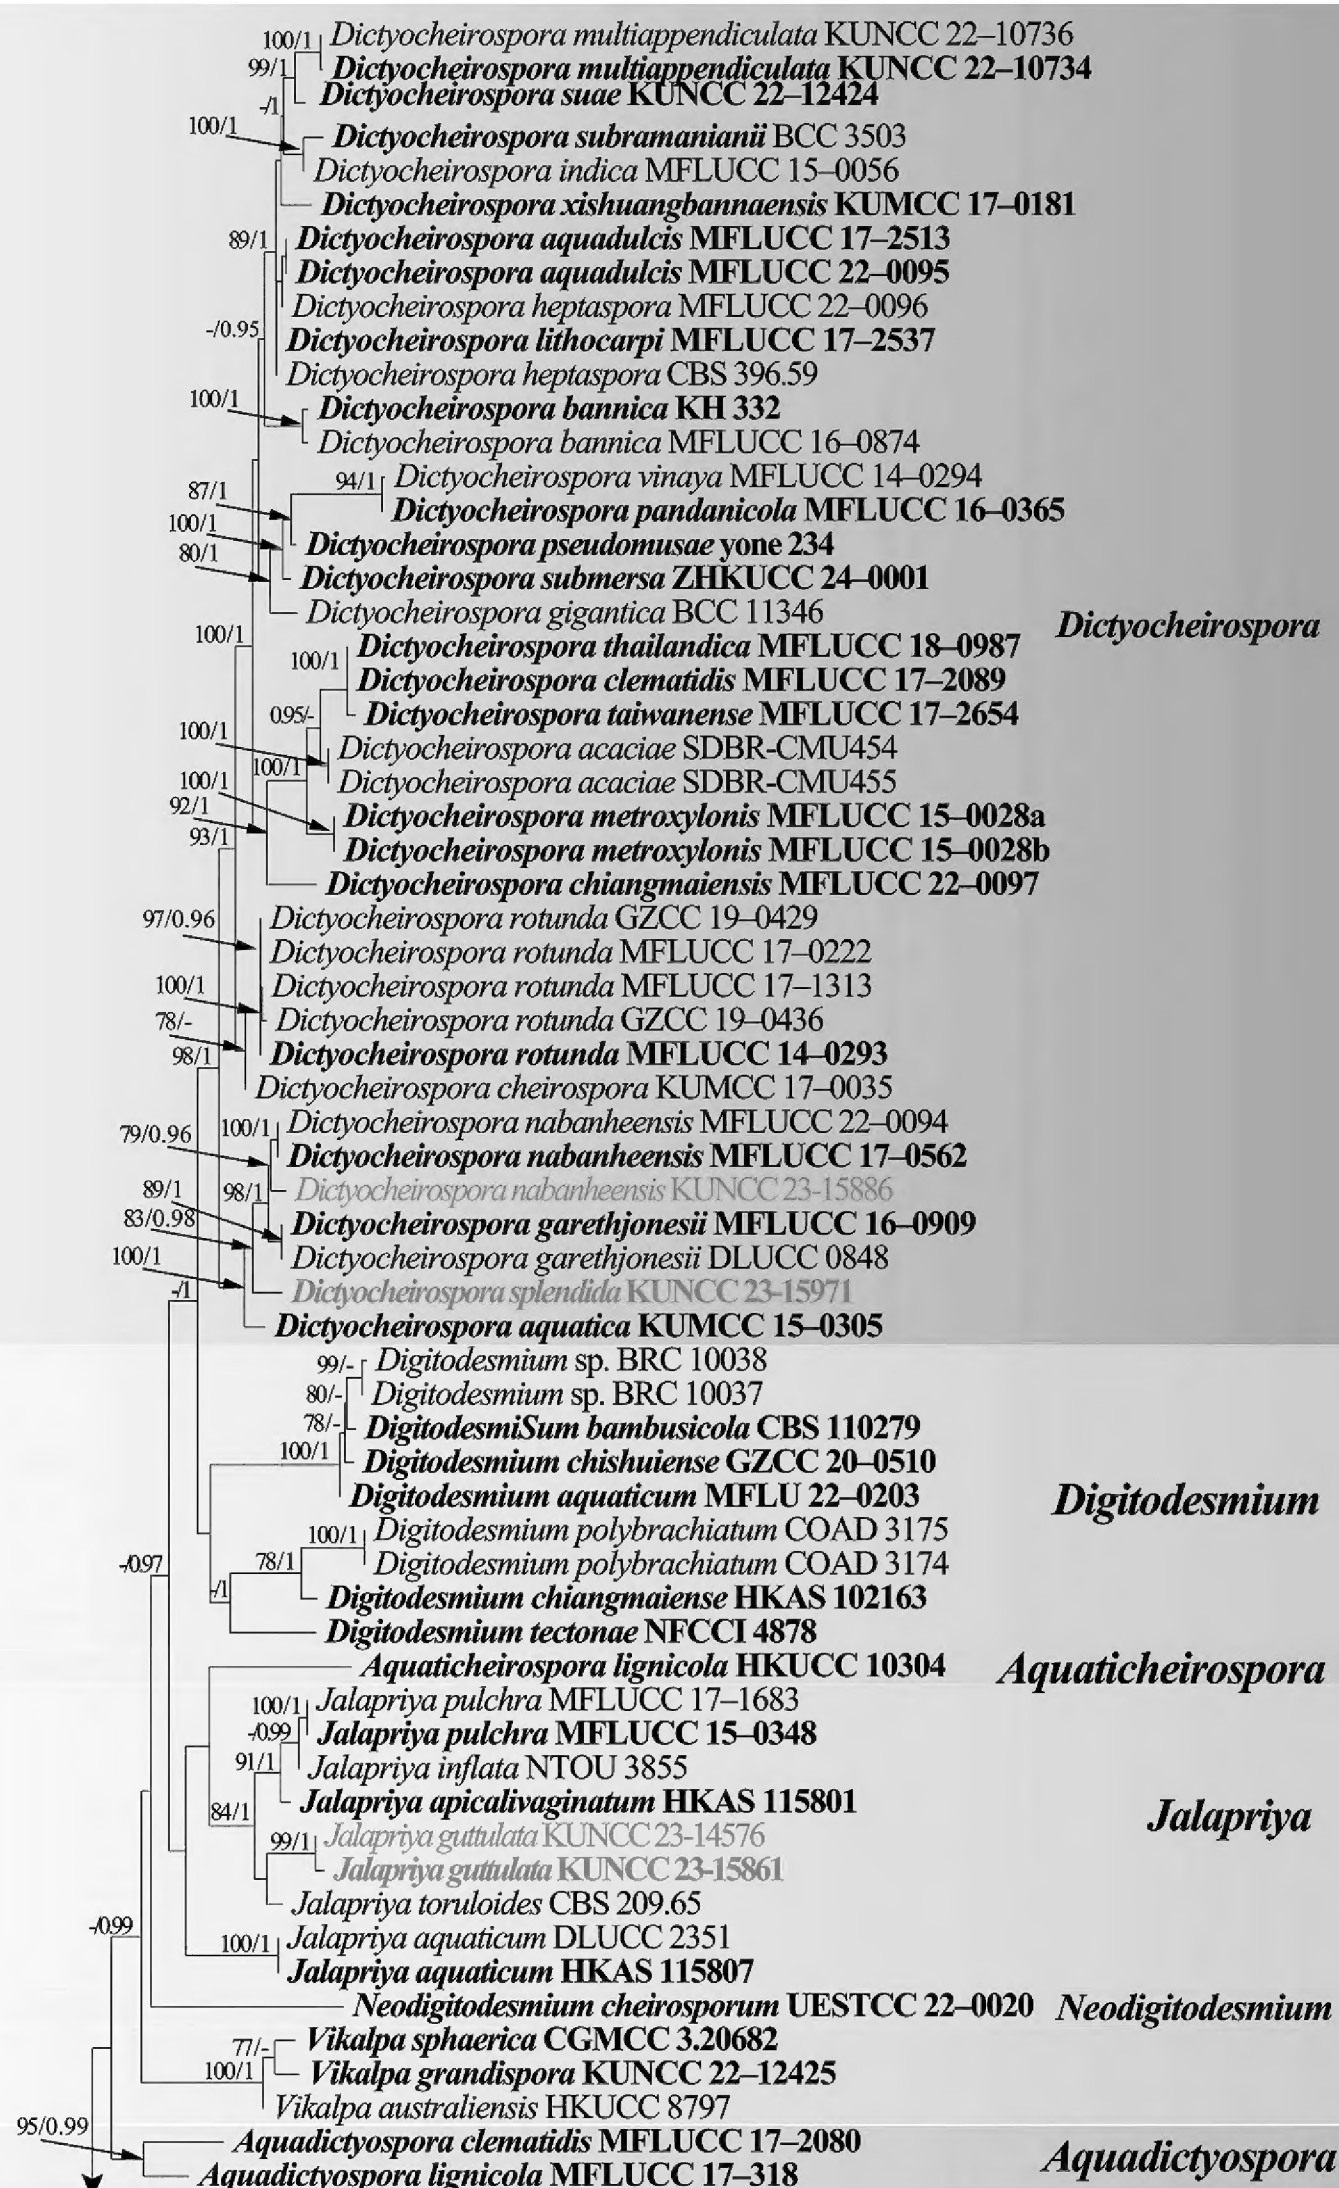 100/1 Dictyocheirospora multiappendiculata KUNCC 22–10736
99/1 Dictyocheirospora multiappendiculata KUNCC 22–10734
-/1 Dictyocheirospora suae KUNCC 22–12424
100/1 Dictyocheirospora subramanianii BCC 3503
Dictyocheirospora indica MFLUCC 15–0056
Dictyocheirospora xishuangbannaensis KUMCC 17–0181
89/1 Dictyocheirospora aquadulcis MFLUCC 17–2513
Dictyocheirospora aquadulcis MFLUCC 22–0095
Dictyocheirospora heptaspora MFLUCC 22–0096
-/0.95 Dictyocheirospora lithocarpi MFLUCC 17–2537
Dictyocheirospora heptaspora CBS 396.59
100/1 Dictyocheirospora bannica KH 332
Dictyocheirospora bannica MFLUCC 16–0874
94/1 Dictyocheirospora vinaya MFLUCC 14–0294
87/1 Dictyocheirospora pandanicola MFLUCC 16–0365
100/1 Dictyocheirospora pseudomusae yone 234
80/1 Dictyocheirospora submersa ZHKUCC 24–0001
Dictyocheirospora gigantica BCC 11346
Dictyocheirospora
100/1 Dictyocheirospora thailandica MFLUCC 18–0987
100/1 Dictyocheirospora clematidis MFLUCC 17–2089
0.95/- Dictyocheirospora taiwanense MFLUCC 17–2654
100/1 Dictyocheirospora acaciae SDBR-CMU454
100/1 Dictyocheirospora acaciae SDBR-CMU455
100/1
92/1 Dictyocheirospora metroxylonis MFLUCC 15–0028a
93/1 Dictyocheirospora metroxylonis MFLUCC 15–0028b
Dictyocheirospora chiangmaiensis MFLUCC 22–0097
97/0.96 Dictyocheirospora rotunda GZCC 19–0429
Dictyocheirospora rotunda MFLUCC 17–0222
100/1 Dictyocheirospora rotunda MFLUCC 17–1313
78/- Dictyocheirospora rotunda GZCC 19–0436
98/1 Dictyocheirospora rotunda MFLUCC 14–0293
Dictyocheirospora cheirospora KUMCC 17–0035
79/0.96 100/1 Dictyocheirospora nabanheensis MFLUCC 22–0094
Dictyocheirospora nabanheensis MFLUCC 17–0562
89/1 98/1 Dictyocheirospora nabanheensis KUNCC 23-15886
83/0.98 Dictyocheirospora garethjonesii MFLUCC 16–0909
100/1 Dictyocheirospora garethjonesii DLUCC 0848
-/1 Dictyocheirospora splendida KUNCC 23-15971
Dictyocheirospora aquatica KUMCC 15–0305
99/- Digitodesmium sp. BRC 10038
80/- Digitodesmium sp. BRC 10037
78/- DigitodesmiSum bambusicola CBS 110279
100/1 Digitodesmium chishuiense GZCC 20–0510
Digitodesmium aquaticum MFLU 22–0203
Digitodesmium
100/1 Digitodesmium polybrachiatum COAD 3175
-/0.97 78/1 Digitodesmium polybrachiatum COAD 3174
-/1 Digitodesmium chiangmaiense HKAS 102163
Digitodesmium tectonae NFCCI 4878
Aquaticheirospora lignicola HKUCC 10304 Aquaticheirospora
100/1 Jalapriya pulchra MFLUCC 17–1683
-/0.99 Jalapriya pulchra MFLUCC 15–0348
91/1 Jalapriya inflata NTOU 3855
84/1 Jalapriya apicalivaginatum HKAS 115801
Jalapriya
99/1 Jalapriya guttulata KUNCC 23-14576
Jalapriya guttulata KUNCC 23-15861
Jalapriya toruloides CBS 209.65
-/0.99 100/1 Jalapriya aquaticum DLUCC 2351
Jalapriya aquaticum HKAS 115807
Neodigitodesmium cheirosporum UESTCC 22–0020 Neodigitodesmium
77/- Vikalpa sphaerica CGMCC 3.20682
100/1 Vikalpa grandispora KUNCC 22–12425
Vikalpa australiensis HKUCC 8797
95/0.99 Aquadictyospora clematidis MFLUCC 17–2080
Aquadictyospora
Aquadictyospora lignicola MFLUCC 17–318